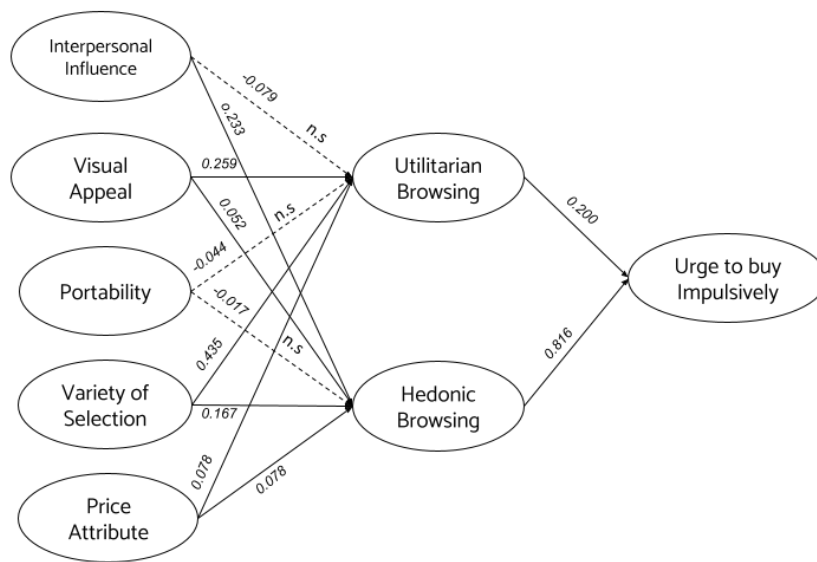 Interpersonal
Influence
-0.079
n.s
0.233
Visual
Appeal
0.259
0.052
n.s
Utilitarian
Browsing
0.200
Portability
-0.044
-0.017
n.s
Urge to buy
Impulsively
0.435
0.816
Variety of
Selection
0.167
Hedonic
Browsing
0.078
0.078
Price
Attribute